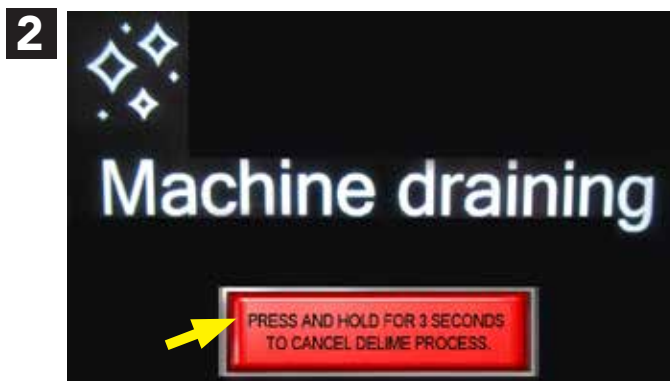 2
Machine draining
PRESS AND HOLD FOR 3 SECONDS
TO CANCEL DELIME PROCESS.